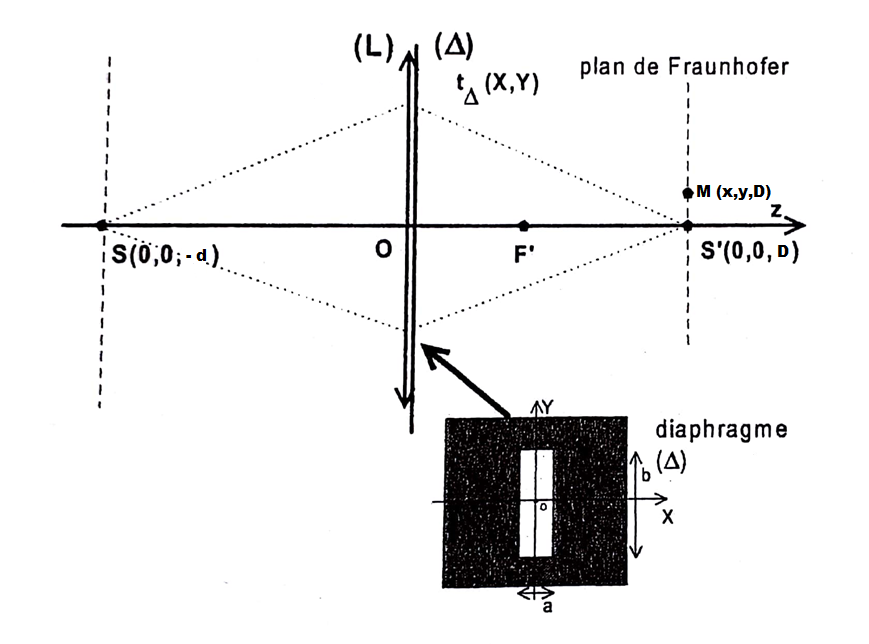 (L) (Δ)
t_Δ (X,Y)
plan de Fraunhofer
M (x,y,D)
z
S(0,0,-d)
O
F'
S'(0,0,D)
Y
diaphragme
(Δ)
b
o
X
a